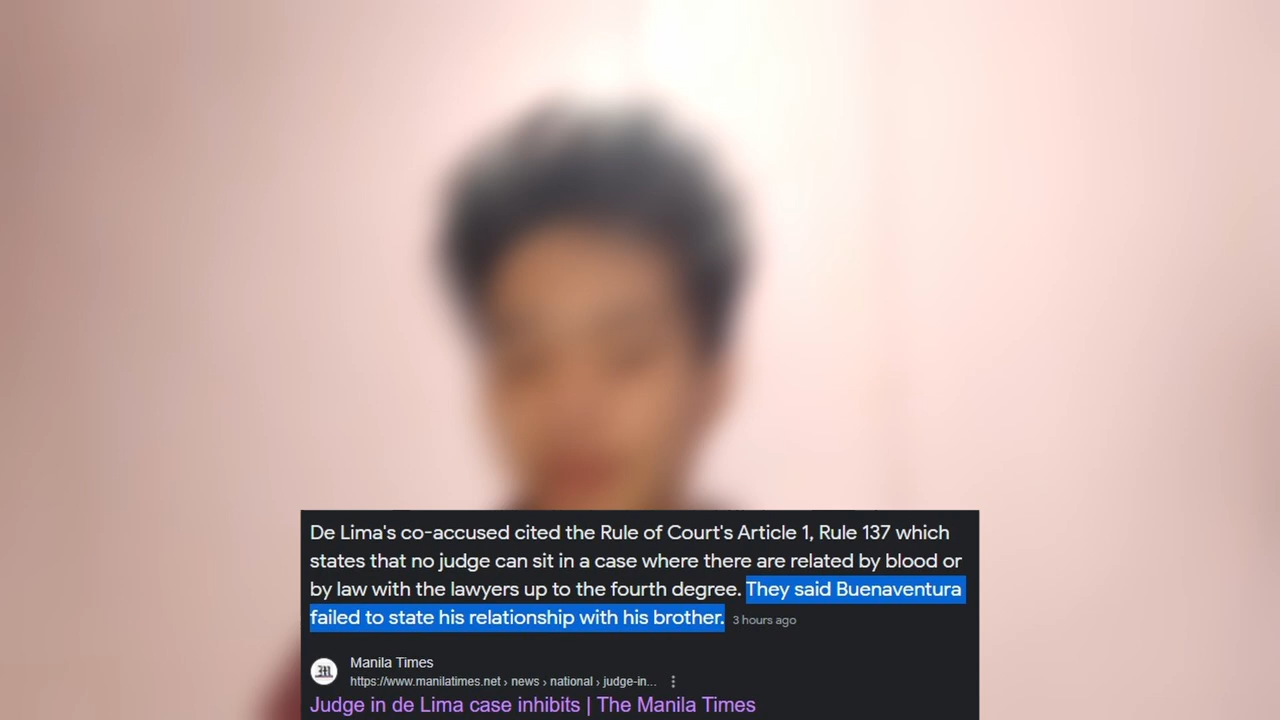 De Lima's co-accused cited the Rule of Court's Article 1, Rule 137 which
states that no judge can sit in a case where there are related by blood or
by law with the lawyers up to the fourth degree. They said Buenaventura
failed to state his relationship with his brother. 3 hours ago
Manila Times
https://www.manilatimes.net › news › national › judge-in...
Judge in de Lima case inhibits | The Manila Times